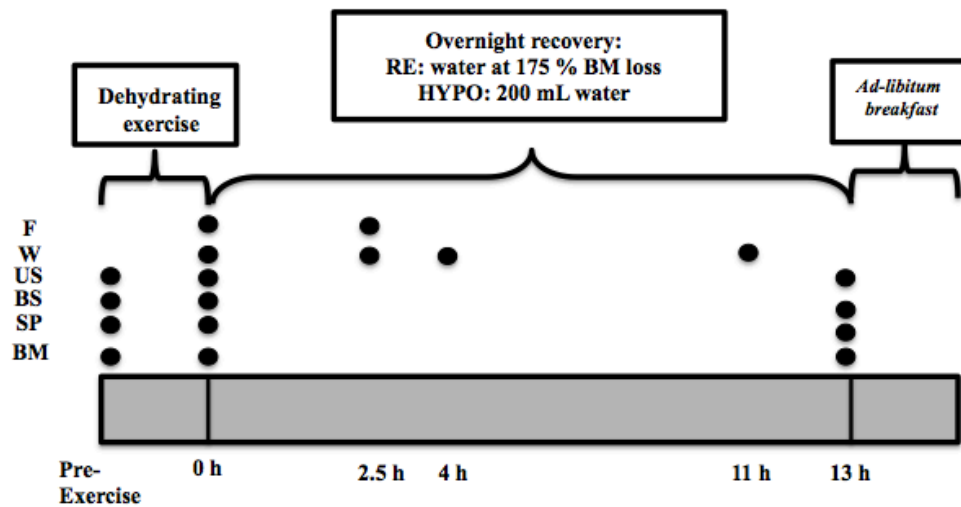 Overnight recovery:
RE: water at 175 % BM loss
HYPO: 200 mL water
Dehydrating
exercise
Ad-libitum
breakfast
F
W
US
BS
SP
BM
Pre-
Exercise
0 h
2.5 h
4 h
11 h
13 h